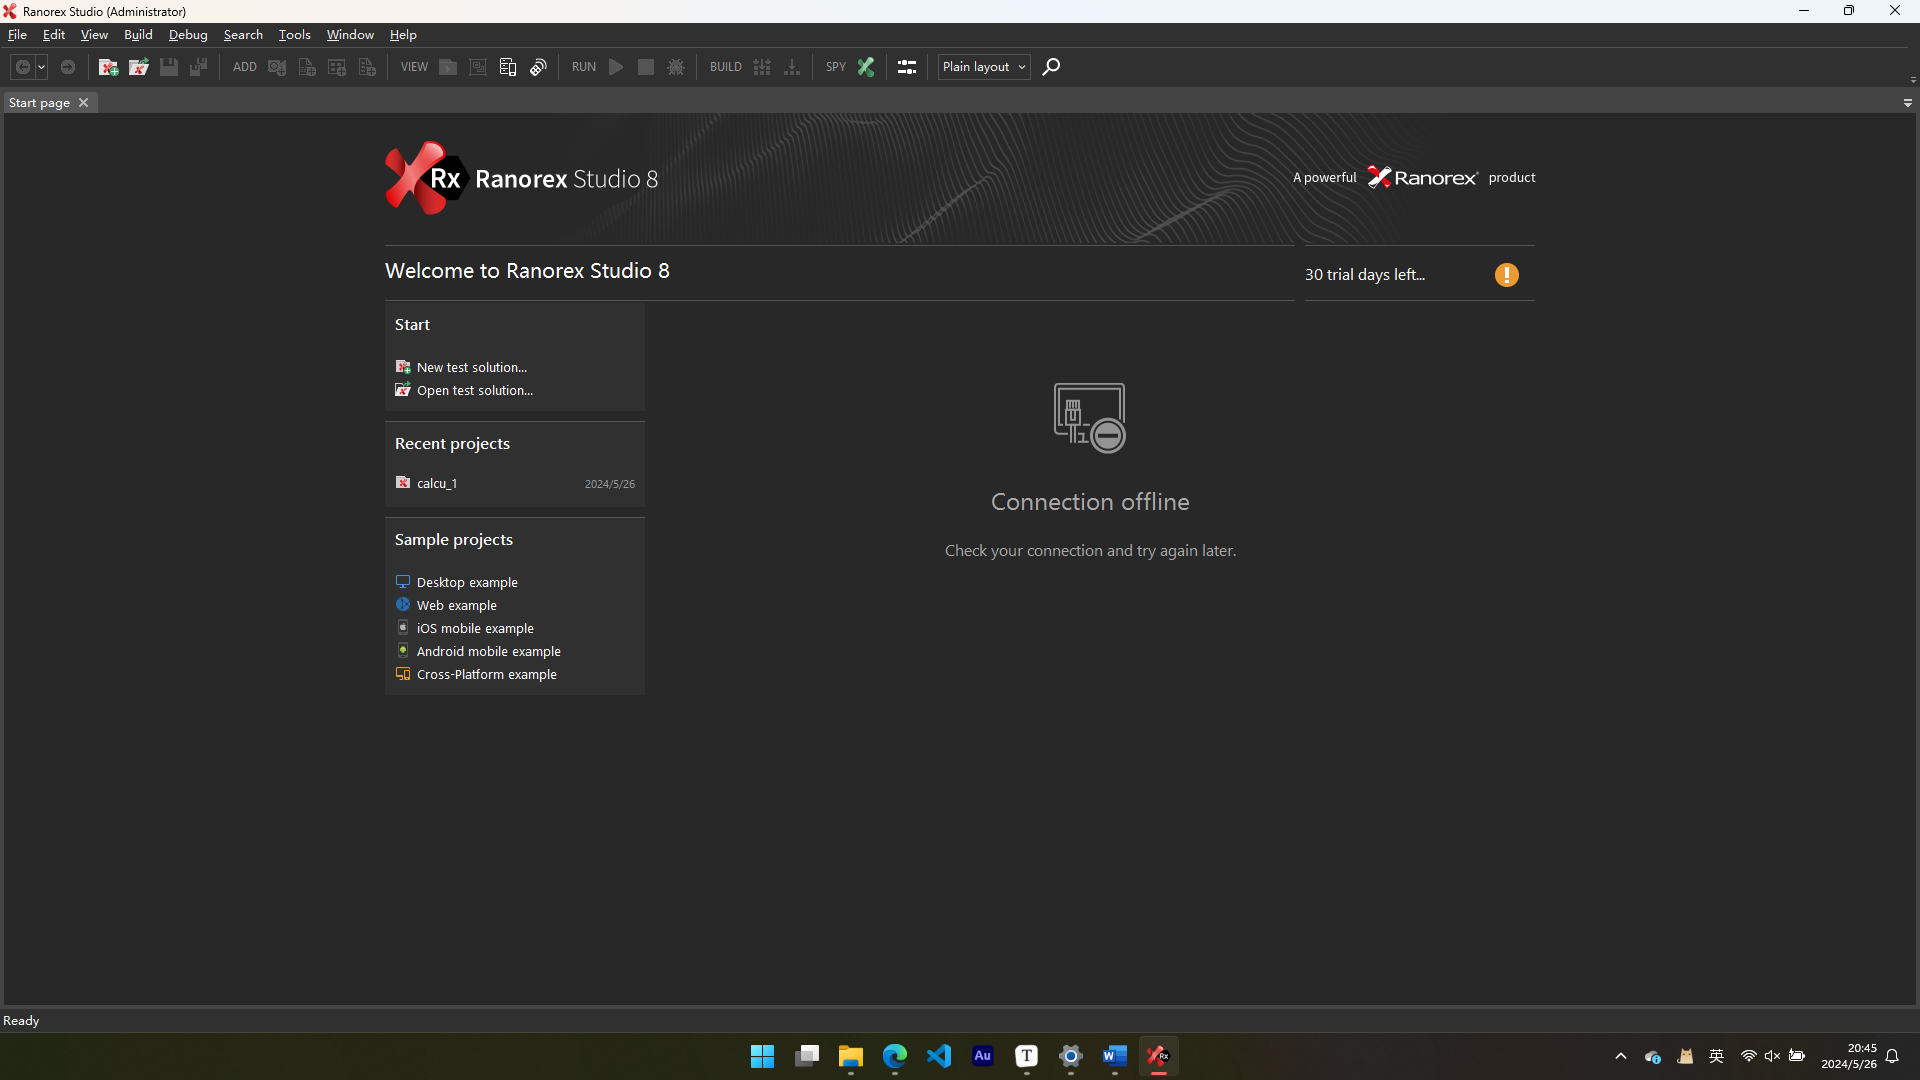 Ranorex Studio (Administrator)
File Edit View Build Debug Search Tools Window Help
ADD VIEW RUN BUILD SPY Plain layout
Start page
Rx Ranorex Studio 8
A powerful Ranorex product
Welcome to Ranorex Studio 8
30 trial days left...
Start
New test solution...
Open test solution...
Recent projects
calcu_1 2024/5/26
Sample projects
Desktop example
Web example
iOS mobile example
Android mobile example
Cross-Platform example
Connection offline
Check your connection and try again later.
Ready
Au T W Rx
英
20:45
2024/5/26